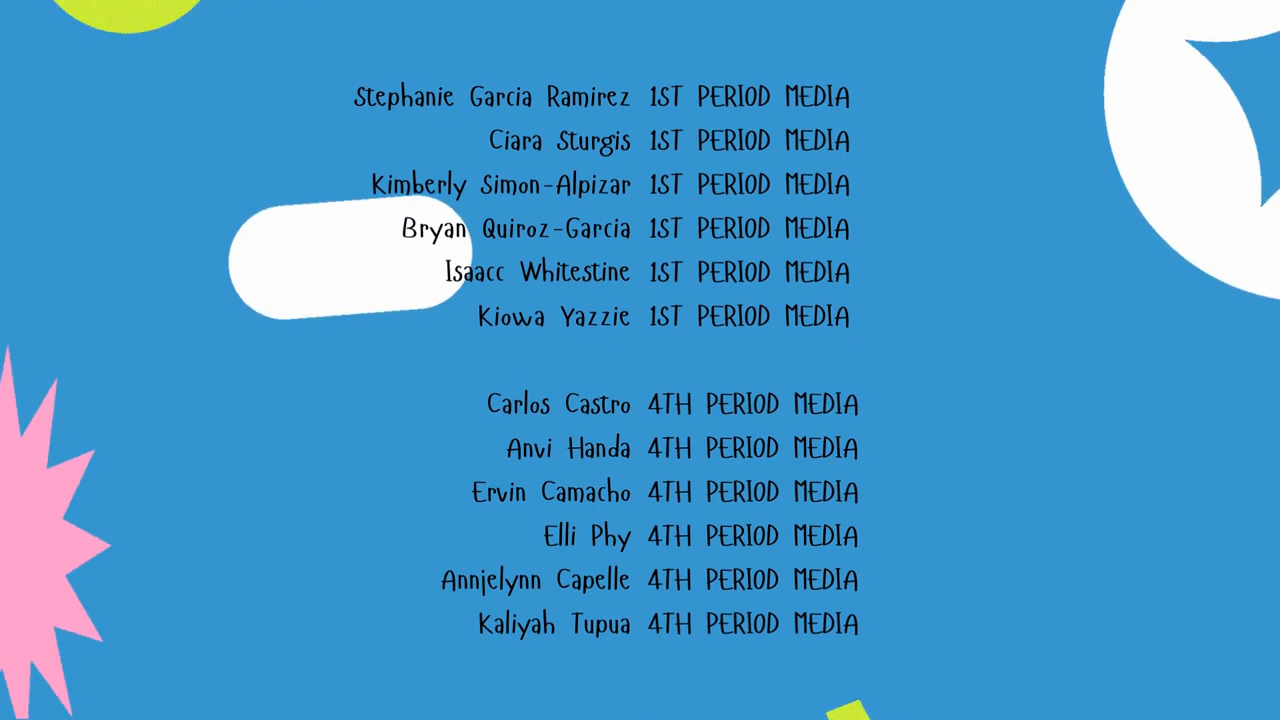 Stephanie Garcia Ramirez 1ST PERIOD MEDIA
Ciara Sturgis 1ST PERIOD MEDIA
Kimberly Simon-Alpizar 1ST PERIOD MEDIA
Bryan Quiroz-Garcia 1ST PERIOD MEDIA
Isaacc Whitestine 1ST PERIOD MEDIA
Kiowa Yazzie 1ST PERIOD MEDIA
Carlos Castro 4TH PERIOD MEDIA
Anvi Handa 4TH PERIOD MEDIA
Ervin Camacho 4TH PERIOD MEDIA
Elli Phy 4TH PERIOD MEDIA
Annjelynn Capelle 4TH PERIOD MEDIA
Kaliyah Tupua 4TH PERIOD MEDIA